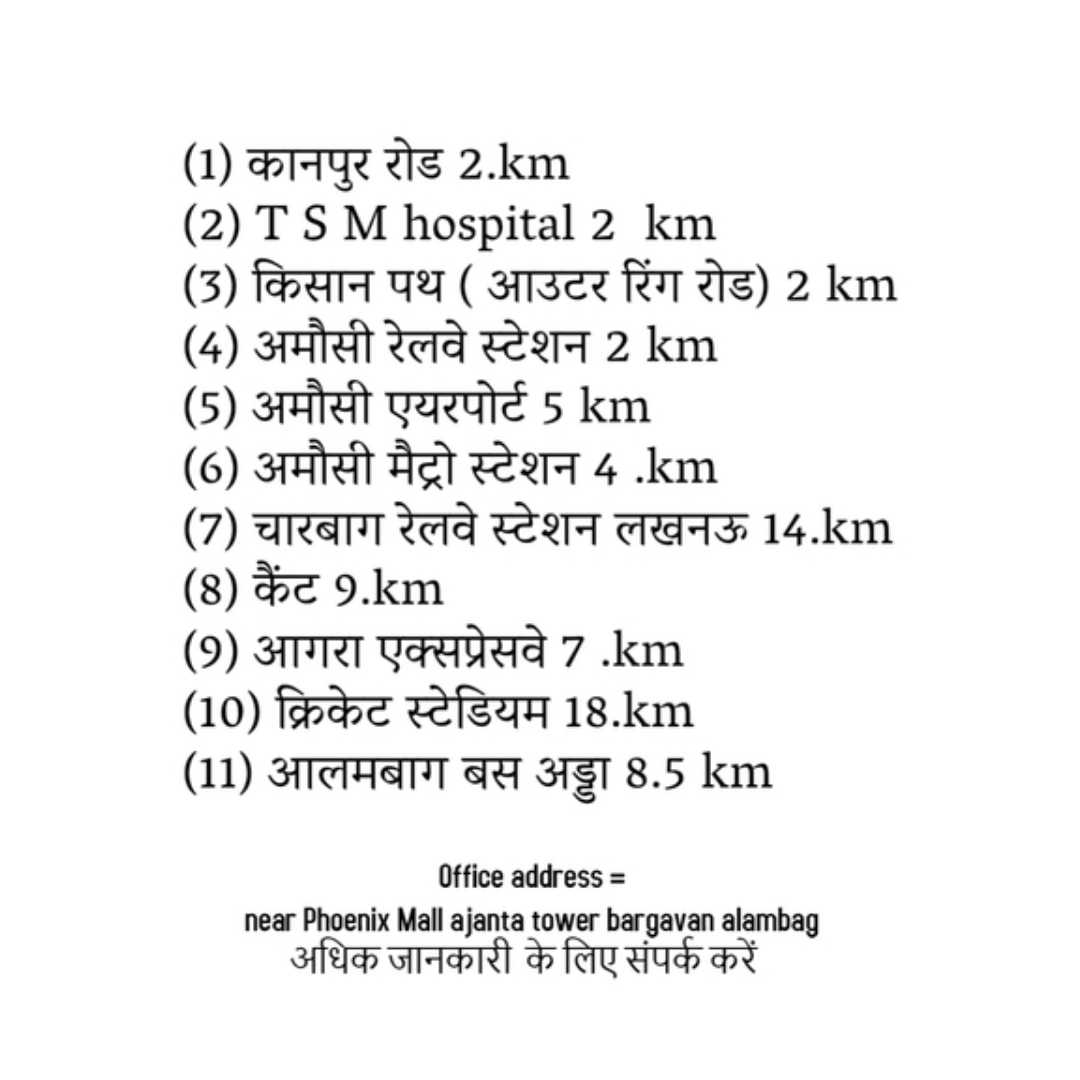 (1) कानपुर रोड 2.km
(2) T S M hospital 2 km
(3) किसान पथ ( आउटर रिंग रोड) 2 km
(4) अमौसी रेलवे स्टेशन 2 km
(5) अमौसी एयरपोर्ट 5 km
(6) अमौसी मैट्रो स्टेशन 4 .km
(7) चारबाग रेलवे स्टेशन लखनऊ 14.km
(8) कैंट 9.km
(9) आगरा एक्सप्रेसवे 7 .km
(10) क्रिकेट स्टेडियम 18.km
(11) आलमबाग बस अड्डा 8.5 km
Office address =
near Phoenix Mall ajanta tower bargavan alambag
अधिक जानकारी के लिए संपर्क करें